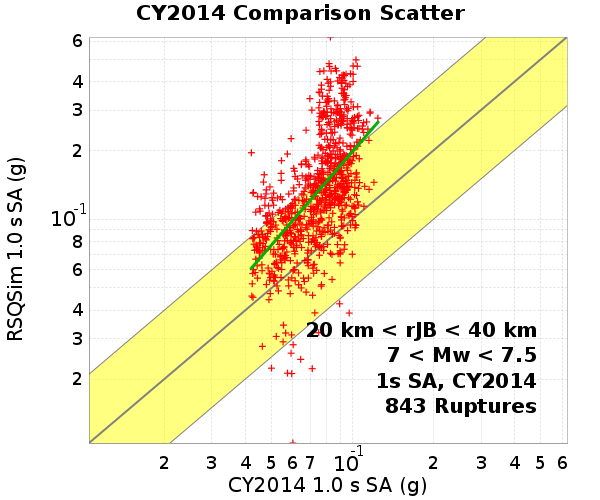 CY2014 Comparison Scatter
6
4
3
2
10^-1
8
6
4
3
2
RSQSim 1.0 s SA (g)
20 km < rJB < 40 km
7 < Mw < 7.5
1s SA, CY2014
843 Ruptures
2 3 4 5 6 7 10^-1 2 3 4 5 6
CY2014 1.0 s SA (g)